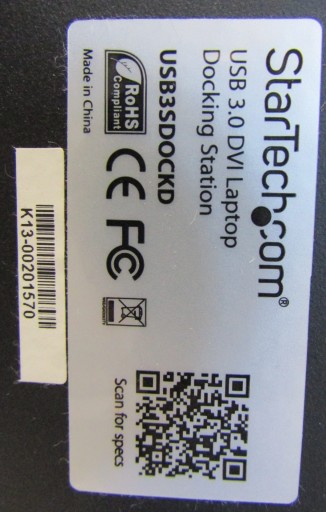 StarTech.com®
USB 3.0 DVI Laptop
Docking Station
USB3SDOCKD
RoHS
Compliant
CE FC
Made in China
Scan for specs
K13-00201570